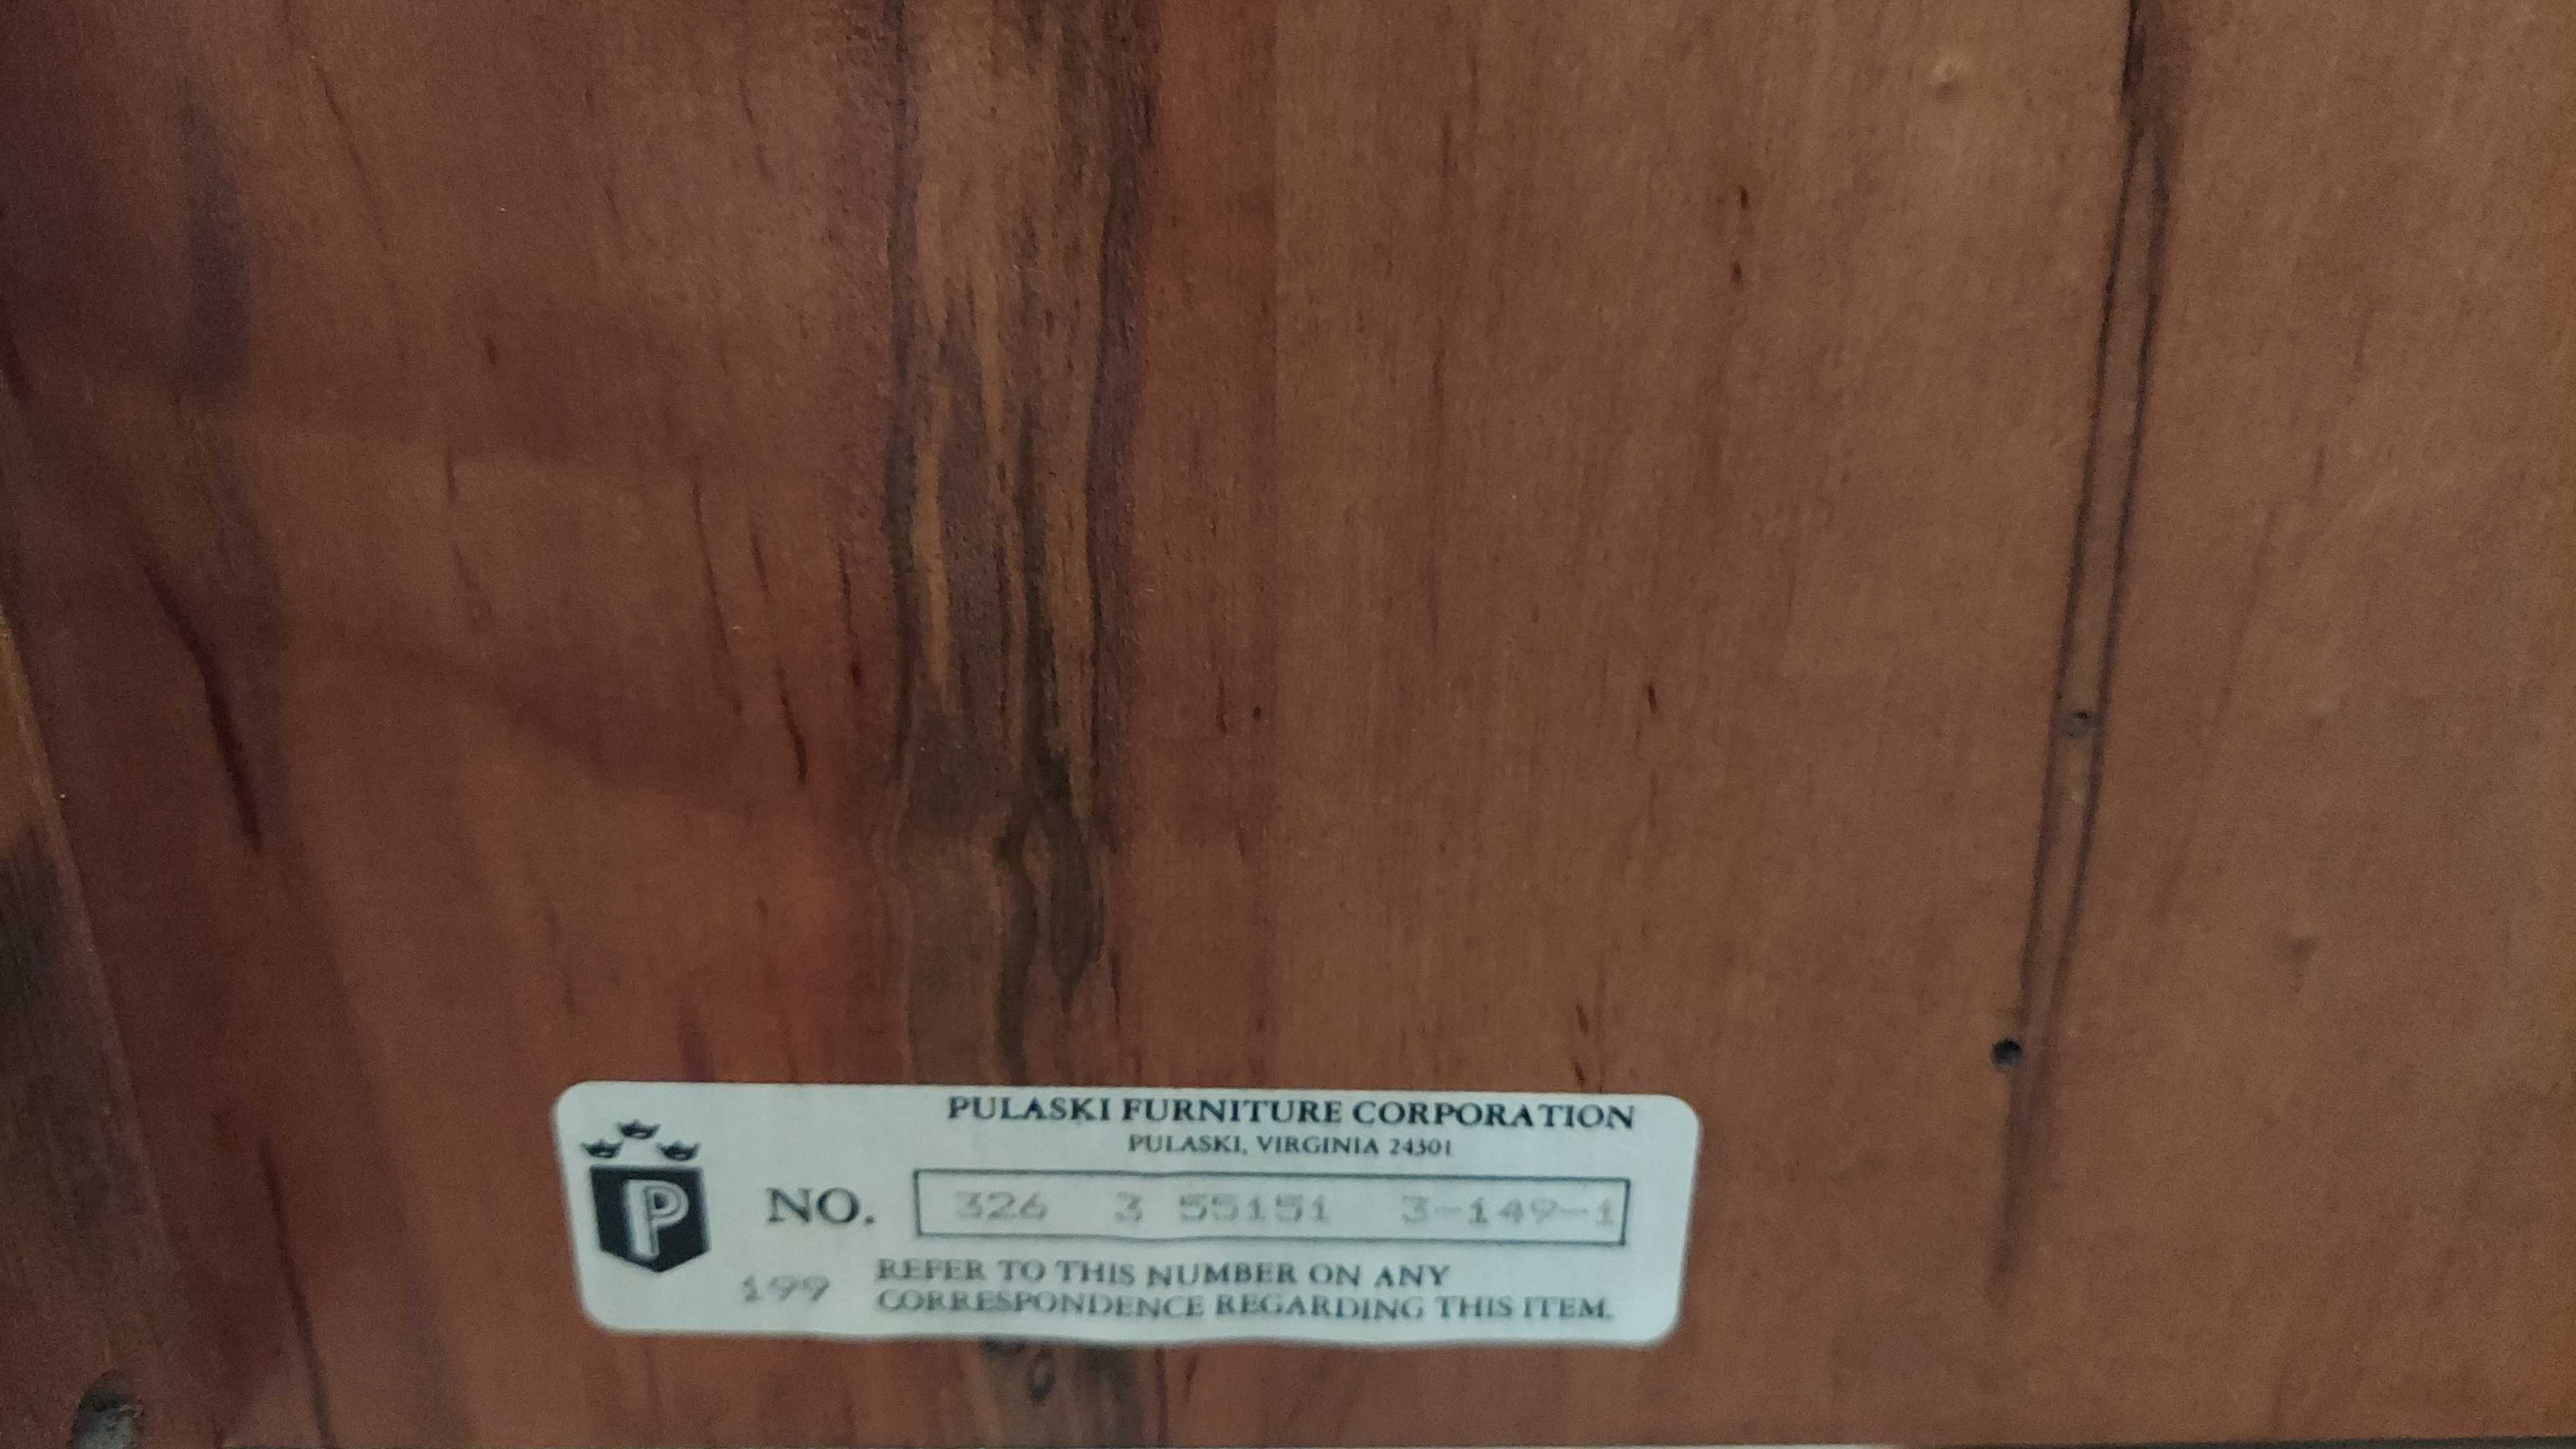 PULASKI FURNITURE CORPORATION
PULASKI, VIRGINIA 24301
P
NO. 326 3 55151 3-149-1
199 REFER TO THIS NUMBER ON ANY
CORRESPONDENCE REGARDING THIS ITEM.